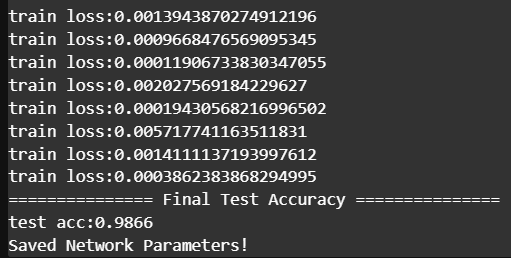 train loss:0.0013943870274912196
train loss:0.0009668476569095345
train loss:0.00011906733830347055
train loss:0.002027569184229627
train loss:0.00019430568216996502
train loss:0.005717741163511831
train loss:0.0014111137193997612
train loss:0.0003862383868294995
=============== Final Test Accuracy ===============
test acc:0.9866
Saved Network Parameters!